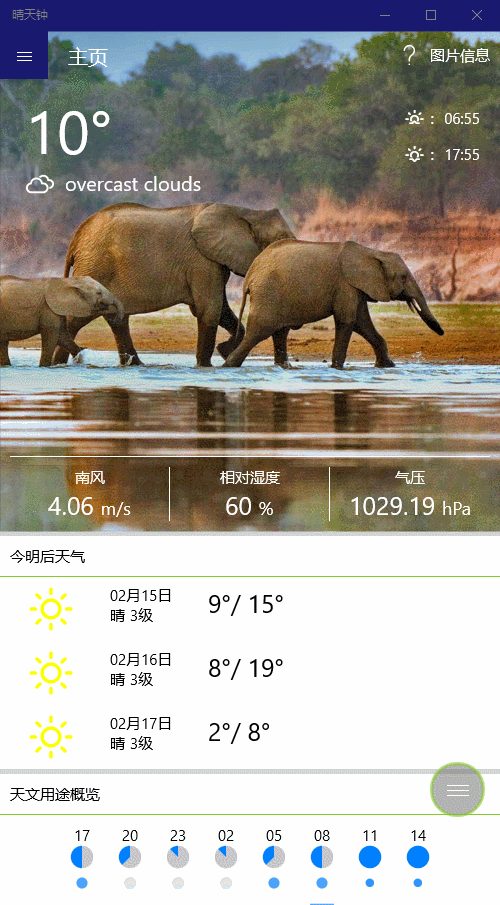 晴天钟
主页
图片信息
10°
: 06:55
overcast clouds
: 17:55
南风 相对湿度 气压
4.06 m/s 60 % 1029.19 hPa
今明后天气
02月15日
晴 3级
9°/ 15°
02月16日
晴 3级
8°/ 19°
02月17日
晴 3级
2°/ 8°
天文用途概览
17 20 23 02 05 08 11 14